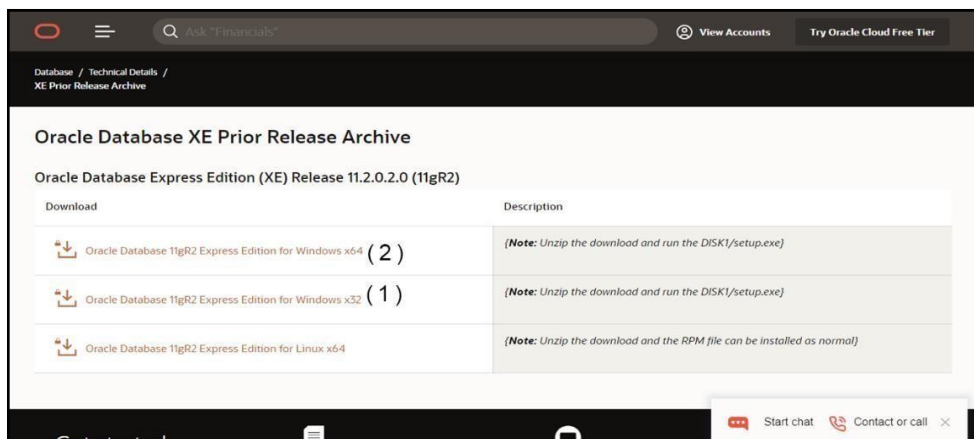 Ask "Financials"
View Accounts
Try Oracle Cloud Free Tier
Database / Technical Details /
XE Prior Release Archive
Oracle Database XE Prior Release Archive
Oracle Database Express Edition (XE) Release 11.2.0.2.0 (11gR2)
Download Description
Oracle Database 11gR2 Express Edition for Windows x64 (2) {Note: Unzip the download and run the DISK1/setup.exe}
Oracle Database 11gR2 Express Edition for Windows x32 (1) {Note: Unzip the download and run the DISK1/setup.exe}
Oracle Database 11gR2 Express Edition for Linux x64 {Note: Unzip the download and the RPM file can be installed as normal}
Start chat Contact or call